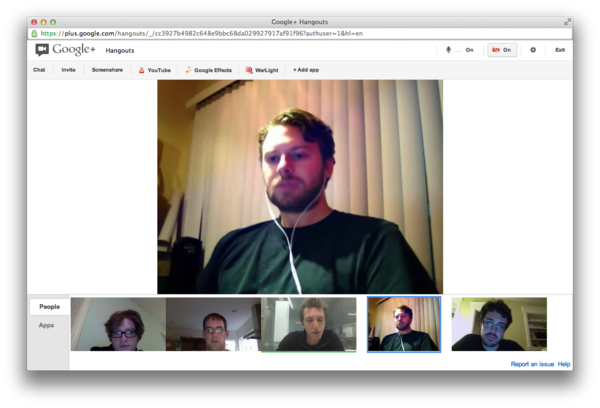 Google+ Hangouts
https://plus.google.com/hangouts/_/cc3927b4982c648e9bbc68da029927917af91f96?authuser=1&hl=en
Google+ Hangouts ... On On Exit
Chat Invite Screenshare YouTube Google Effects WarLight + Add app
People
Apps
Report an issue Help